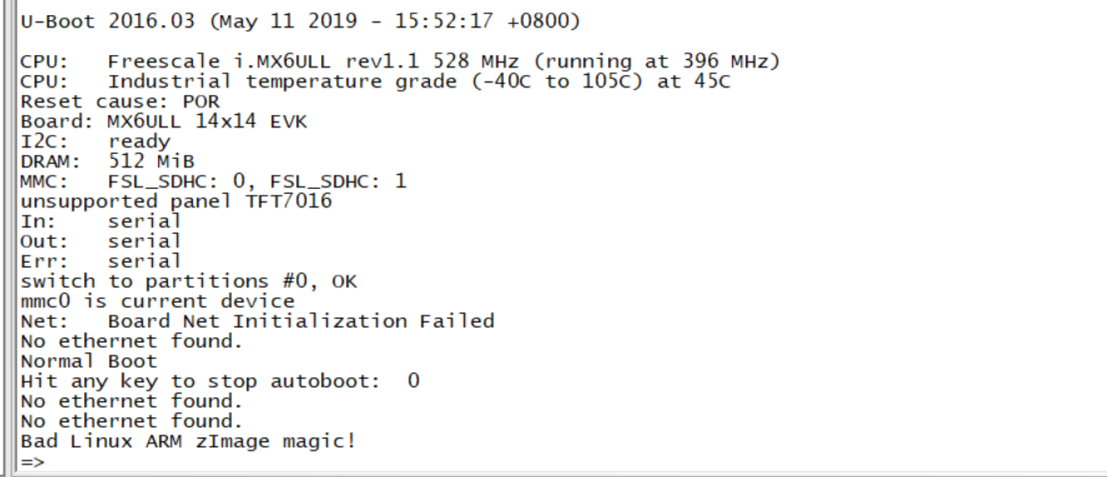 U-Boot 2016.03 (May 11 2019 - 15:52:17 +0800)
CPU:   Freescale i.MX6ULL rev1.1 528 MHz (running at 396 MHz)
CPU:   Industrial temperature grade (-40C to 105C) at 45C
Reset cause: POR
Board: MX6ULL 14x14 EVK
I2C:   ready
DRAM:  512 MiB
MMC:   FSL_SDHC: 0, FSL_SDHC: 1
unsupported panel TFT7016
In:    serial
Out:   serial
Err:   serial
switch to partitions #0, OK
mmc0 is current device
Net:   Board Net Initialization Failed
No ethernet found.
Normal Boot
Hit any key to stop autoboot:  0
No ethernet found.
No ethernet found.
Bad Linux ARM zImage magic!
=>